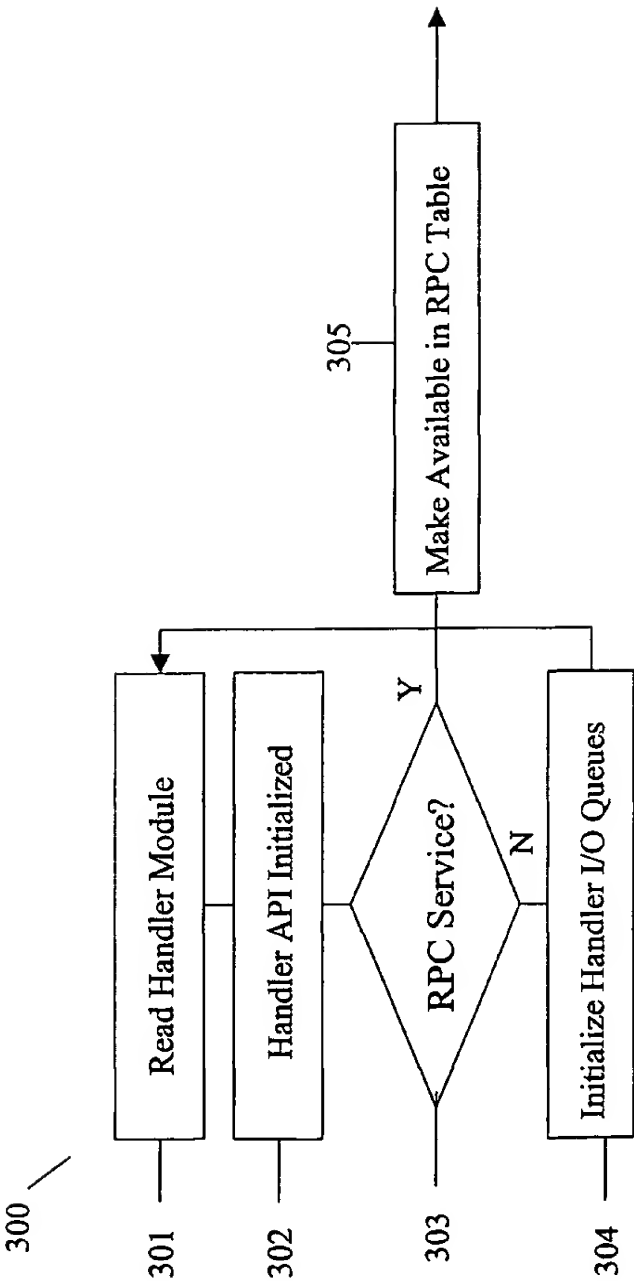 300
301
Read Handler Module
302
Handler API Initialized
303
RPC Service?
Y
N
304
Initialize Handler I/O Queues
305
Make Available in RPC Table